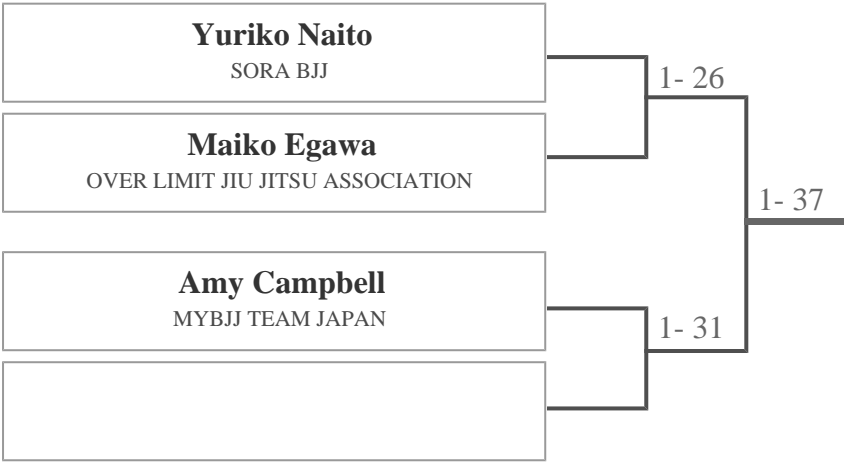 Yuriko Naito
SORA BJJ
1- 26
Maiko Egawa
OVER LIMIT JIU JITSU ASSOCIATION
1- 37
Amy Campbell
MYBJJ TEAM JAPAN
1- 31